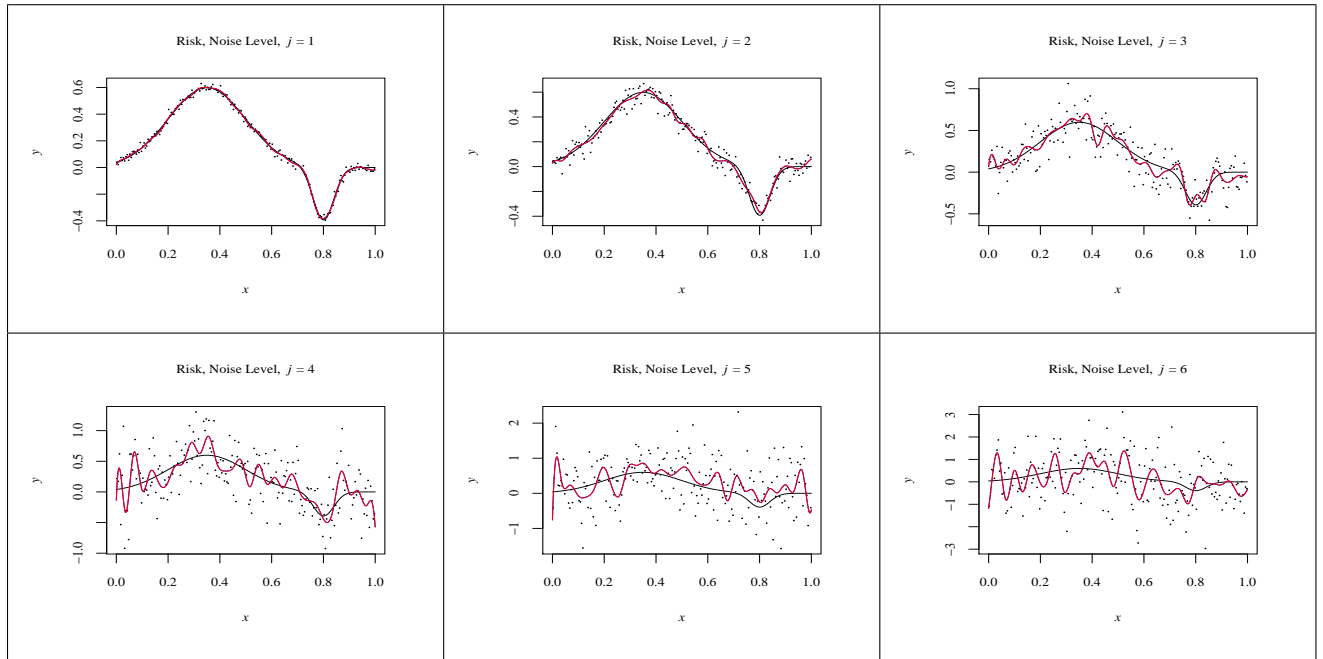 Risk, Noise Level, j = 1
y
−0.4 0.0 0.2 0.4 0.6
0.0 0.2 0.4 0.6 0.8 1.0
x
Risk, Noise Level, j = 2
y
−0.4 0.0 0.4
0.0 0.2 0.4 0.6 0.8 1.0
x
Risk, Noise Level, j = 3
y
−0.5 0.0 0.5 1.0
0.0 0.2 0.4 0.6 0.8 1.0
x
Risk, Noise Level, j = 4
y
−1.0 0.0 0.5 1.0
0.0 0.2 0.4 0.6 0.8 1.0
x
Risk, Noise Level, j = 5
y
−1 0 1 2
0.0 0.2 0.4 0.6 0.8 1.0
x
Risk, Noise Level, j = 6
y
−3 −1 0 1 2 3
0.0 0.2 0.4 0.6 0.8 1.0
x